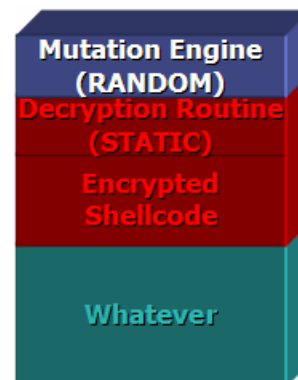 Mutation Engine
(RANDOM)
Decryption Routine
(STATIC)
Encrypted
Shellcode
Whatever